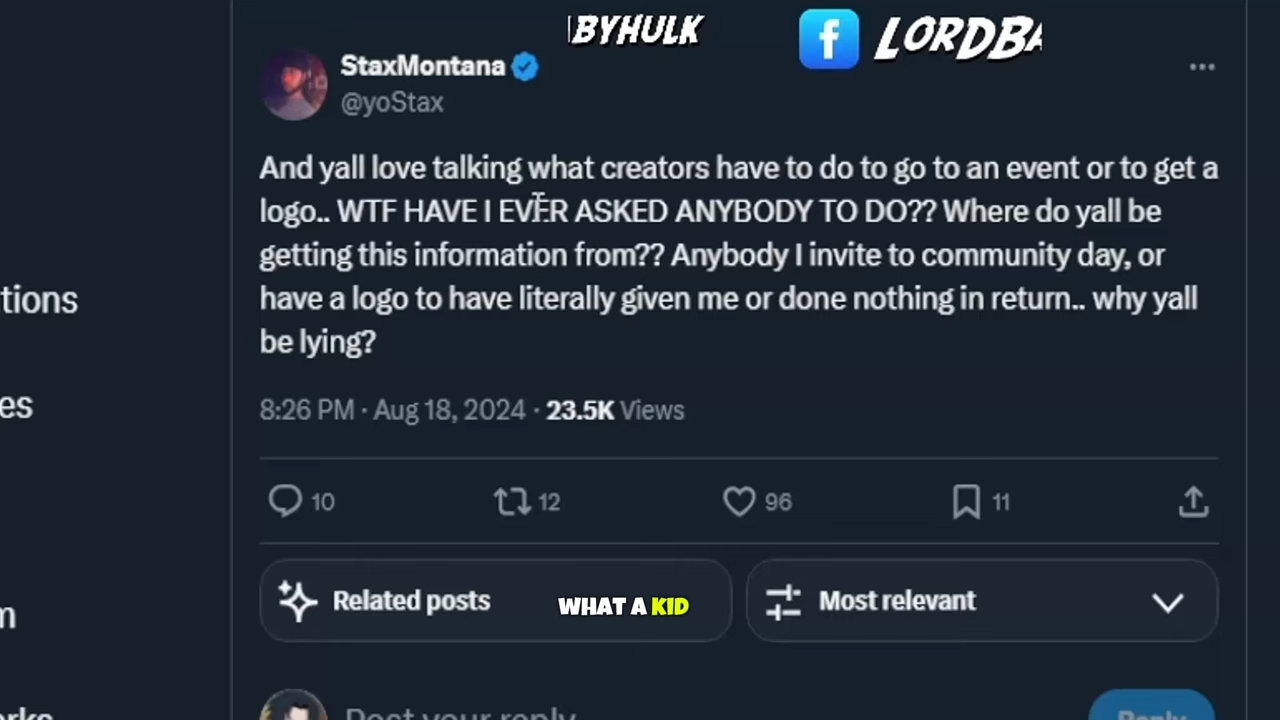 BYHULK
LORDBA
StaxMontana
@yoStax
And yall love talking what creators have to do to go to an event or to get a
logo.. WTF HAVE I EVER ASKED ANYBODY TO DO?? Where do yall be
getting this information from?? Anybody I invite to community day, or
have a logo to have literally given me or done nothing in return.. why yall
be lying?
tions
es
8:26 PM · Aug 18, 2024 · 23.5K Views
10 12 96 11
Related posts
WHAT A KID
Most relevant
m
Post your reply
Reply